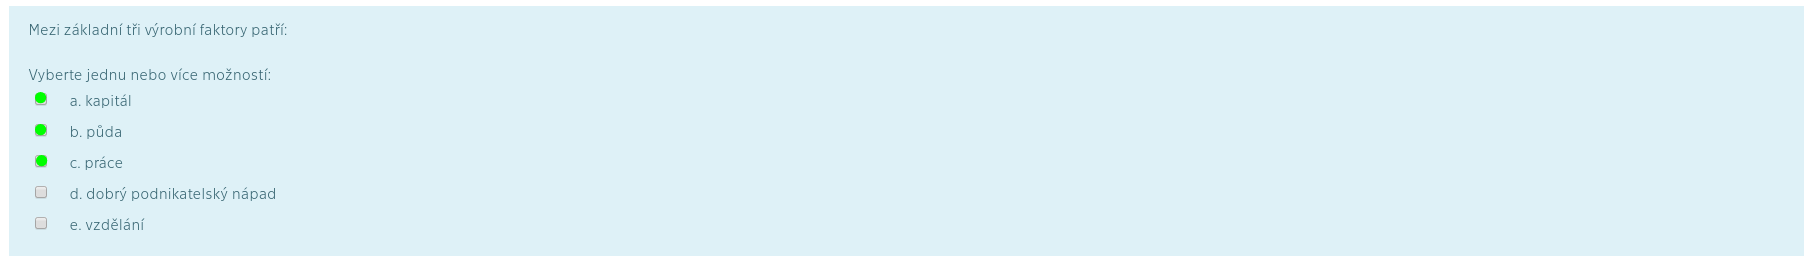 Mezi základní tři výrobní faktory patří:
Vyberte jednu nebo více možností:
a. kapitál
b. půda
c. práce
d. dobrý podnikatelský nápad
e. vzdělání